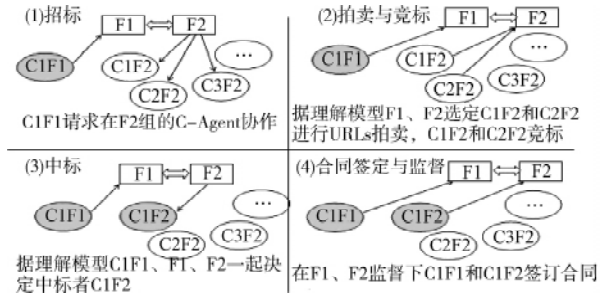 (1)招标
F1
F2
C1F1
C1F2
…
C2F2
C3F2
C1F1请求在F2组的C-Agent协作
(2)拍卖与竞标
F1
F2
C1F1
C1F2
…
C2F2
C3F2
据理解模型F1、F2选定C1F2和C2F2
进行URLs拍卖，C1F2和C2F2竞标
(3)中标
F1
F2
C1F1
C1F2
…
C2F2
C3F2
据理解模型C1F1、F1、F2一起决
定中标者C1F2
(4)合同签定与监督
F1
F2
C1F1
C1F2
…
C2F2
C3F2
在F1、F2监督下C1F1和C1F2签订合同